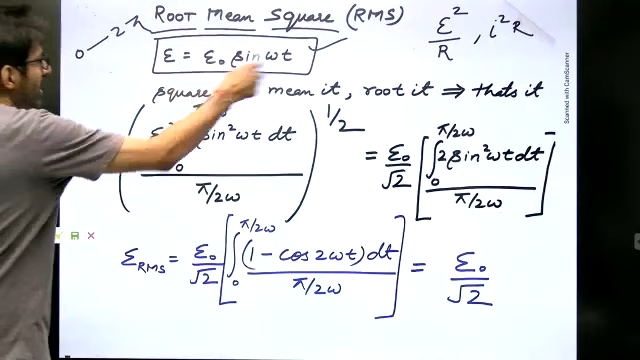 Root Mean Square (RMS)
0 — 2π
ε = ε₀ sin ωt
ε²/R , i²R
square mean it, root it ⇒ thats it
( ε₀² sin²ωt dt / π/2ω )^1/2 = ε₀/√2 [ ∫₀^π/2ω 2 sin²ωt dt / π/2ω ]
ε RMS = ε₀/√2 [ ∫₀^π/2ω (1 − cos 2ωt) dt / π/2ω ] = ε₀/√2
Scanned with CamScanner